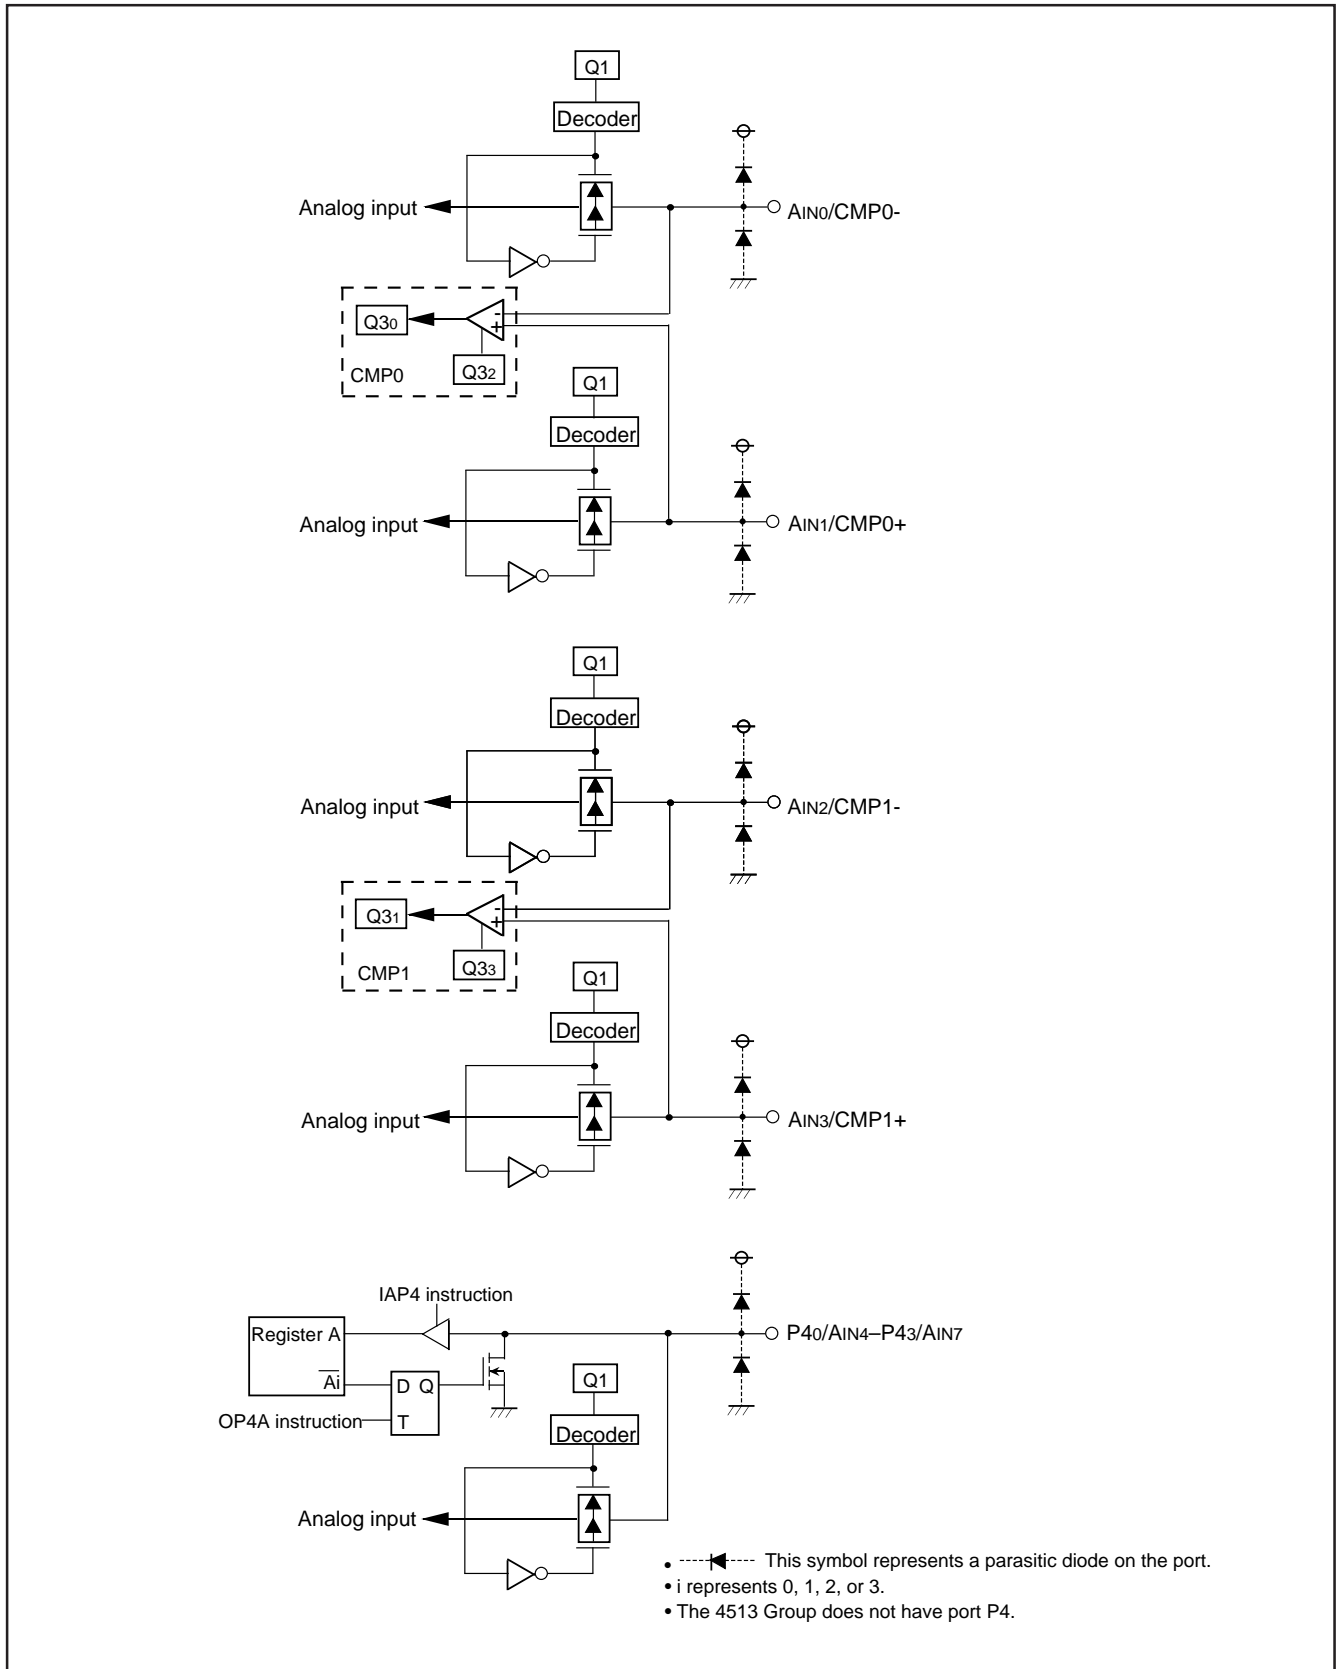 Q1
Decoder
Analog input
AIN0/CMP0-
Q30
-
+
Q32
CMP0
Q1
Decoder
Analog input
AIN1/CMP0+
Q1
Decoder
Analog input
AIN2/CMP1-
Q31
-
+
Q33
CMP1
Q1
Decoder
Analog input
AIN3/CMP1+
IAP4 instruction
Register A
P40/AIN4–P43/AIN7
A̅i̅
D Q
Q1
OP4A instruction
T
Decoder
Analog input
• This symbol represents a parasitic diode on the port.
• i represents 0, 1, 2, or 3.
• The 4513 Group does not have port P4.